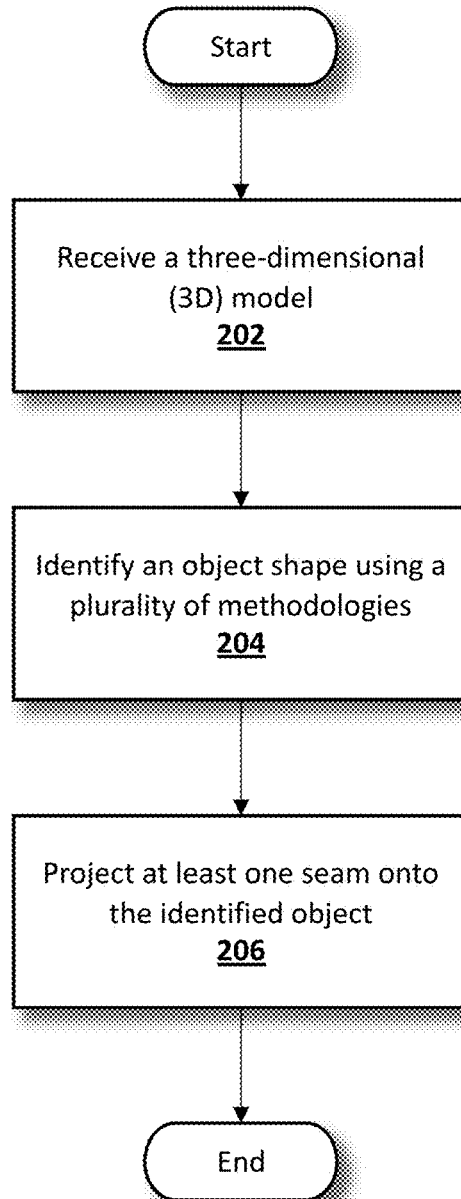 Start
Receive a three-dimensional
(3D) model
202
Identify an object shape using a
plurality of methodologies
204
Project at least one seam onto
the identified object
206
End